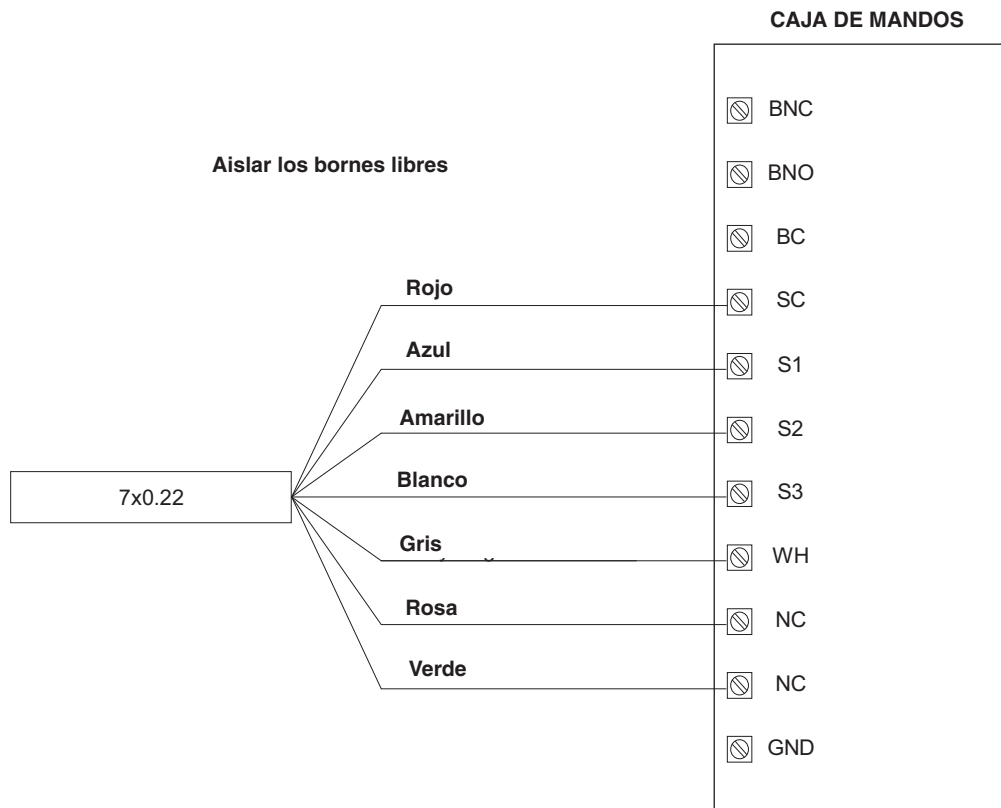 CAJA DE MANDOS
BNC
Aislar los bornes libres
BNO
BC
Rojo
SC
Azul
S1
Amarillo
S2
Blanco
S3
7x0.22
Gris
WH
Rosa
NC
Verde
NC
GND